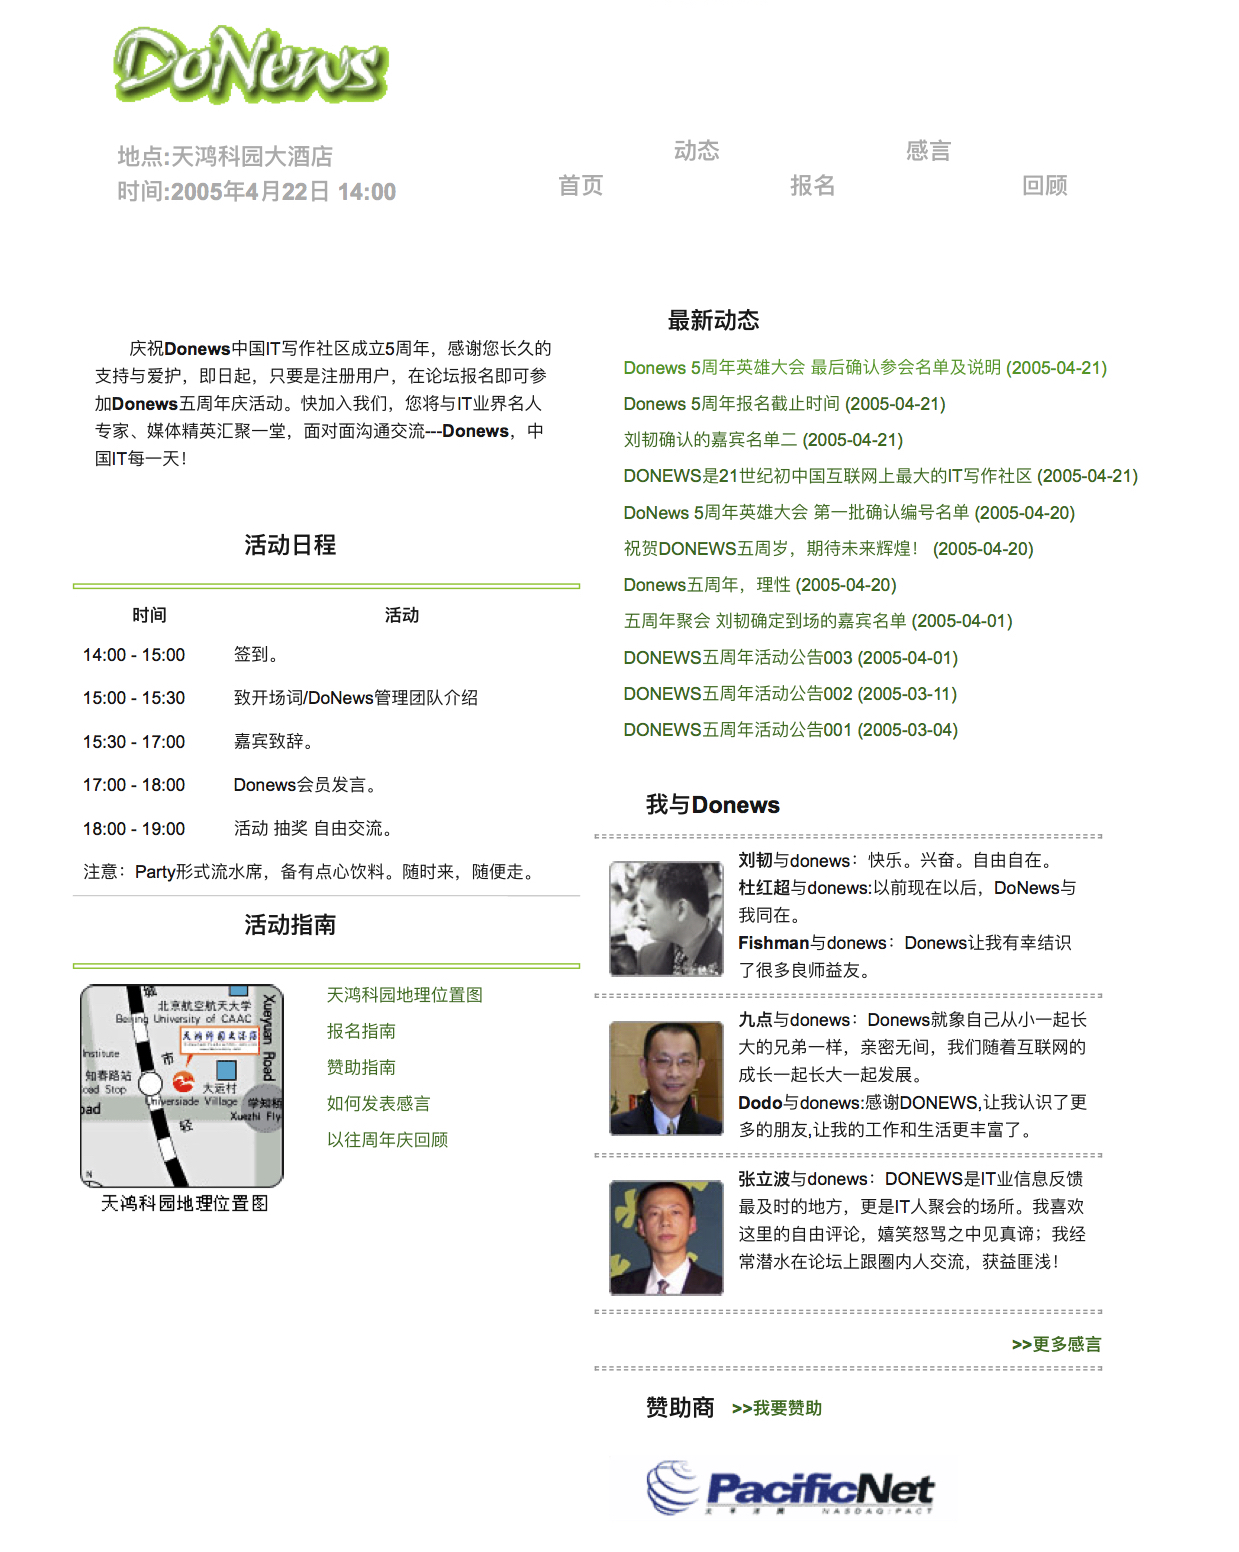 DoNews
地点:天鸿科园大酒店
时间:2005年4月22日 14:00
动态
感言
首页
报名
回顾
庆祝Donews中国IT写作社区成立5周年，感谢您长久的
支持与爱护，即日起，只要是注册用户，在论坛报名即可参
加Donews五周年庆活动。快加入我们，您将与IT业界名人
专家、媒体精英汇聚一堂，面对面沟通交流---Donews，中
国IT每一天！
活动日程
时间 活动
14:00 - 15:00 签到。
15:00 - 15:30 致开场词/DoNews管理团队介绍
15:30 - 17:00 嘉宾致辞。
17:00 - 18:00 Donews会员发言。
18:00 - 19:00 活动 抽奖 自由交流。
注意：Party形式流水席，备有点心饮料。随时来，随便走。
活动指南
北京航空航天大学
Beijing University of CAAC
Xueyuan Road
institute
知春路站
oad Stop
oad
城
市
轻
大运村
Universiade Village
学知桥
Xuezhi Fly
N
天鸿科园地理位置图
天鸿科园地理位置图
报名指南
赞助指南
如何发表感言
以往周年庆回顾
最新动态
Donews 5周年英雄大会 最后确认参会名单及说明 (2005-04-21)
Donews 5周年报名截止时间 (2005-04-21)
刘韧确认的嘉宾名单二 (2005-04-21)
DONEWS是21世纪初中国互联网上最大的IT写作社区 (2005-04-21)
DoNews 5周年英雄大会 第一批确认编号名单 (2005-04-20)
祝贺DONEWS五周岁，期待未来辉煌！ (2005-04-20)
Donews五周年，理性 (2005-04-20)
五周年聚会 刘韧确定到场的嘉宾名单 (2005-04-01)
DONEWS五周年活动公告003 (2005-04-01)
DONEWS五周年活动公告002 (2005-03-11)
DONEWS五周年活动公告001 (2005-03-04)
我与Donews
刘韧与donews：快乐。兴奋。自由自在。
杜红超与donews:以前现在以后，DoNews与
我同在。
Fishman与donews：Donews让我有幸结识
了很多良师益友。
九点与donews：Donews就象自己从小一起长
大的兄弟一样，亲密无间，我们随着互联网的
成长一起长大一起发展。
Dodo与donews:感谢DONEWS,让我认识了更
多的朋友,让我的工作和生活更丰富了。
张立波与donews：DONEWS是IT业信息反馈
最及时的地方，更是IT人聚会的场所。我喜欢
这里的自由评论，嬉笑怒骂之中见真谛；我经
常潜水在论坛上跟圈内人交流，获益匪浅！
>>更多感言
赞助商 >>我要赞助
PacificNet
太平洋网 NASDAQ:PACT